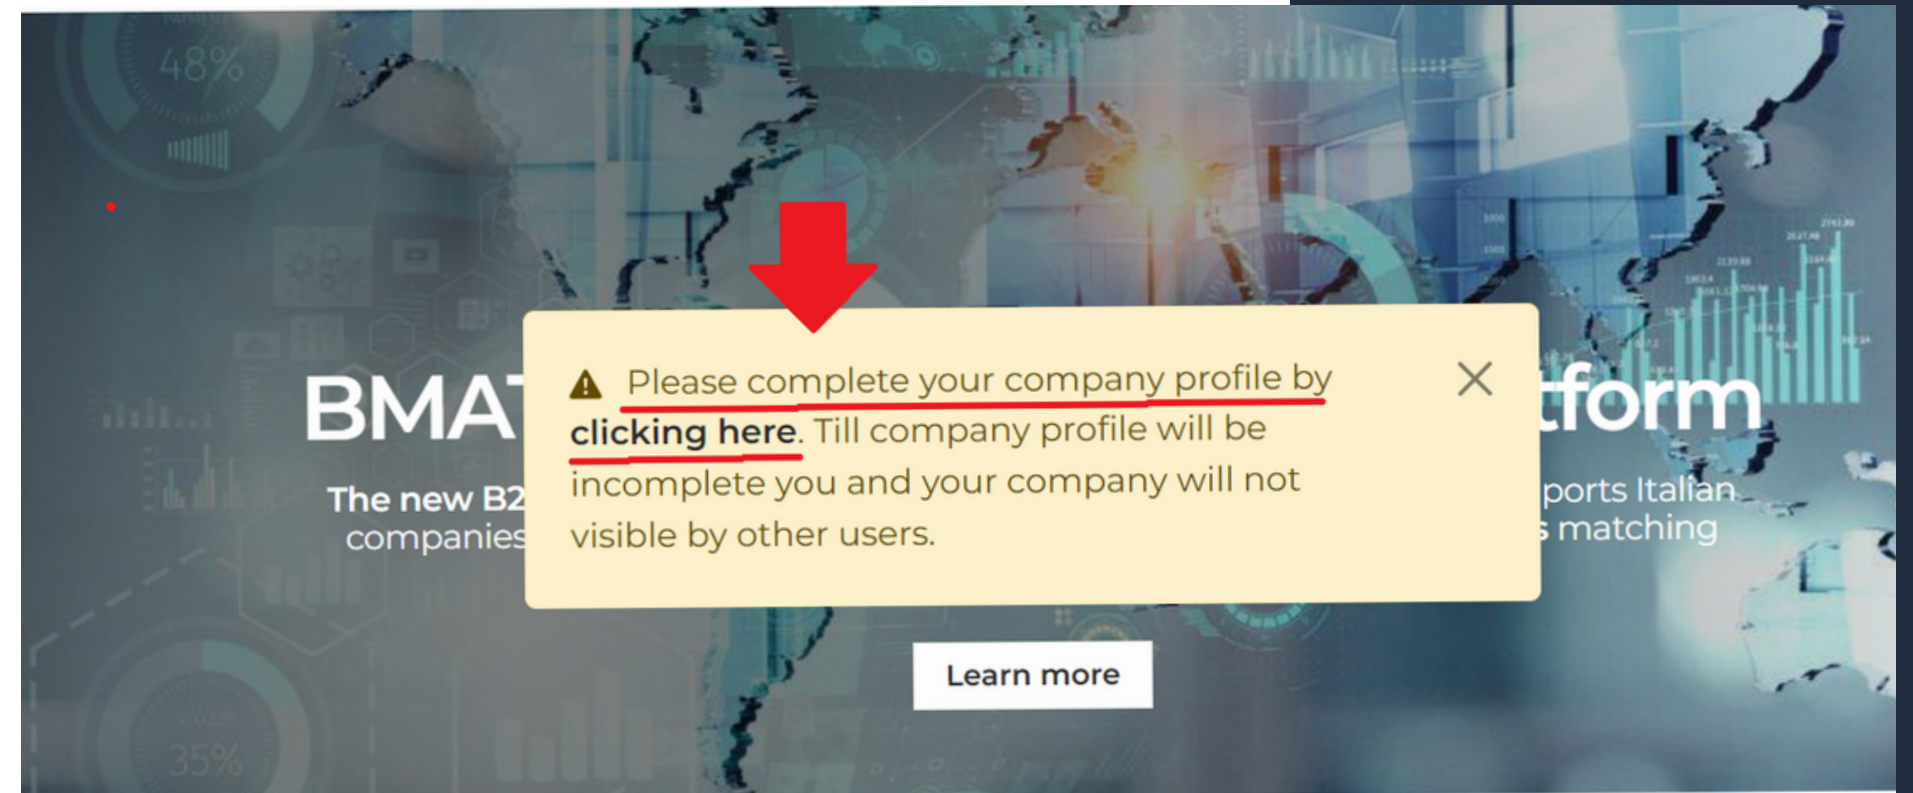 48%
BMAT
tform
Please complete your company profile by
clicking here. Till company profile will be
incomplete you and your company will not
visible by other users.
The new B2
ports Italian
companies
s matching
Learn more
35%